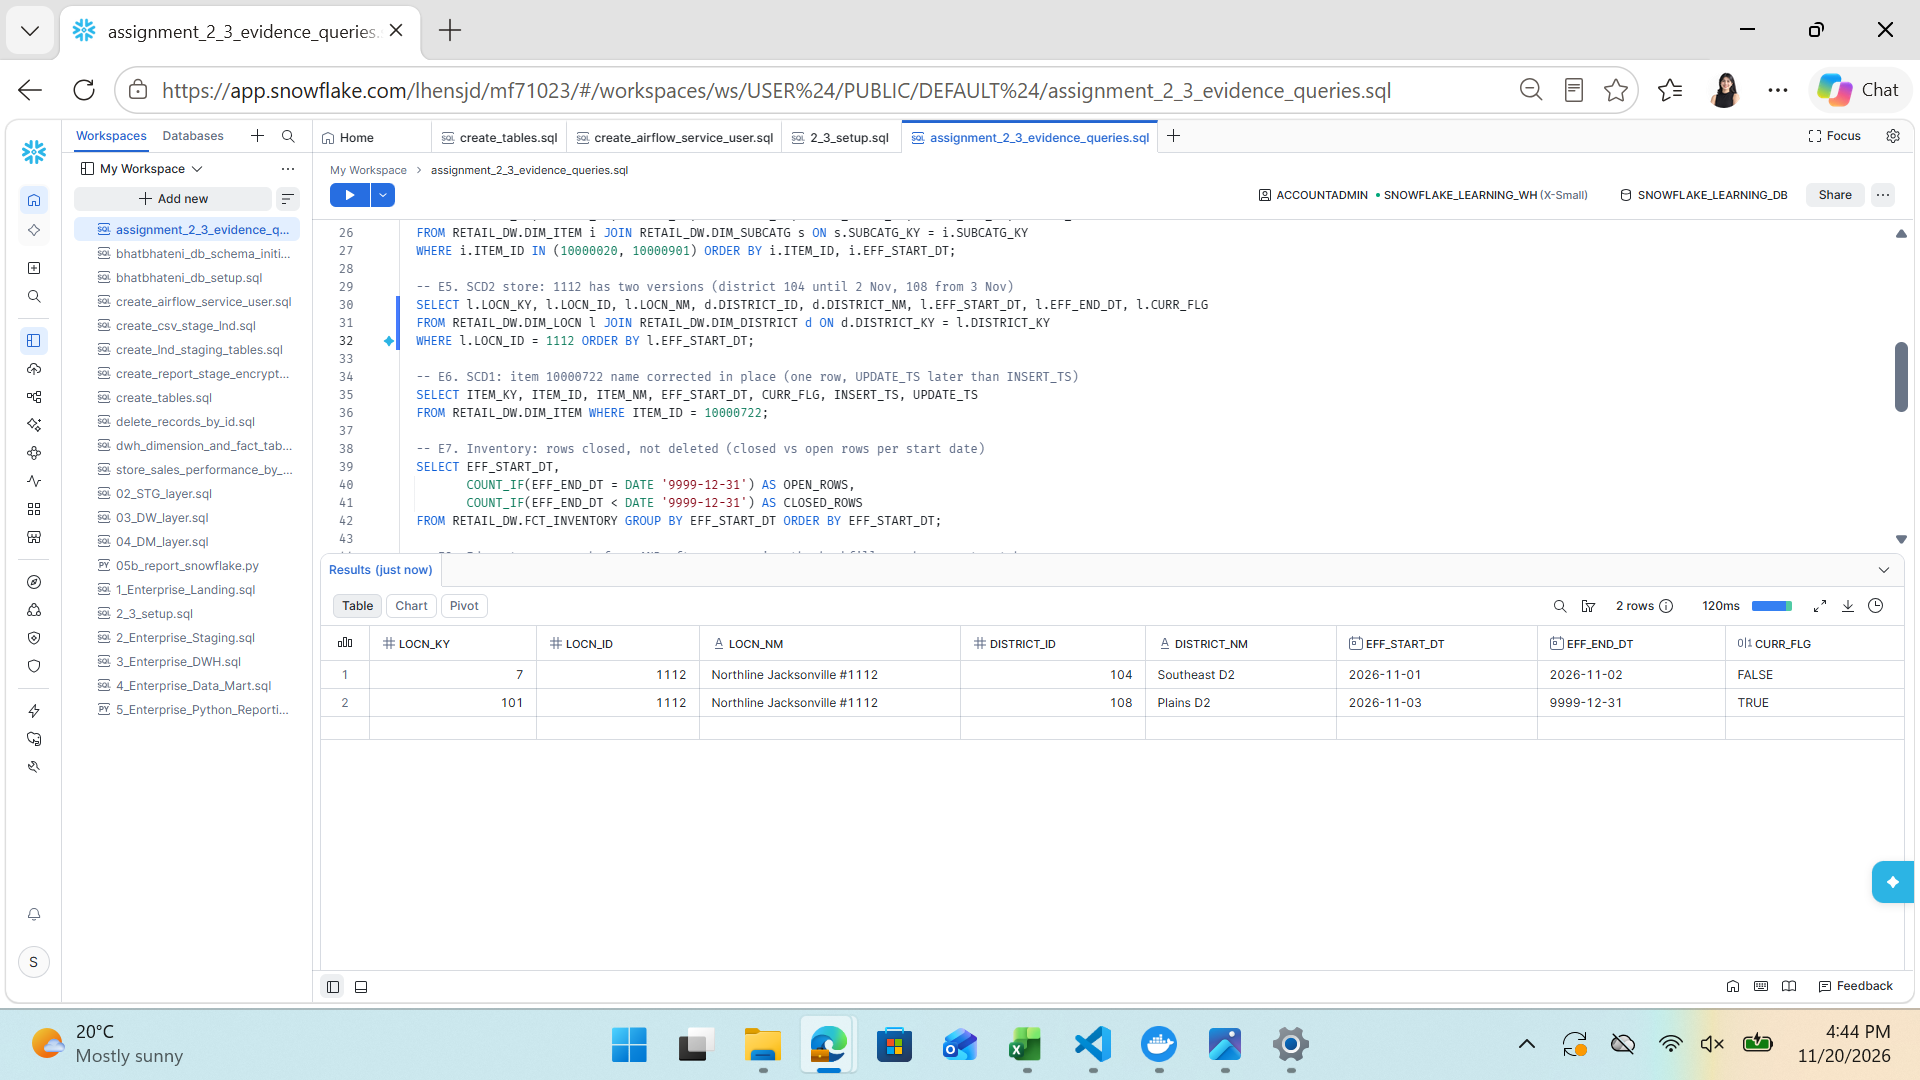 assignment_2_3_evidence_queries.
https://app.snowflake.com/lhensjd/mf71023/#/workspaces/ws/USER%24/PUBLIC/DEFAULT%24/assignment_2_3_evidence_queries.sql
Chat
Workspaces
Databases
Home
create_tables.sql
create_airflow_service_user.sql
2_3_setup.sql
assignment_2_3_evidence_queries.sql
Focus
My Workspace
My Workspace > assignment_2_3_evidence_queries.sql
Add new
ACCOUNTADMIN
SNOWFLAKE_LEARNING_WH (X-Small)
SNOWFLAKE_LEARNING_DB
Share
assignment_2_3_evidence_q...
bhatbhateni_db_schema_initi...
bhatbhateni_db_setup.sql
create_airflow_service_user.sql
create_csv_stage_lnd.sql
create_lnd_staging_tables.sql
create_report_stage_encrypt...
create_tables.sql
delete_records_by_id.sql
dwh_dimension_and_fact_tab...
store_sales_performance_by_...
02_STG_layer.sql
03_DW_layer.sql
04_DM_layer.sql
05b_report_snowflake.py
1_Enterprise_Landing.sql
2_3_setup.sql
2_Enterprise_Staging.sql
3_Enterprise_DWH.sql
4_Enterprise_Data_Mart.sql
5_Enterprise_Python_Reporti...
S
26 FROM RETAIL_DW.DIM_ITEM i JOIN RETAIL_DW.DIM_SUBCATG s ON s.SUBCATG_KY = i.SUBCATG_KY
27 WHERE i.ITEM_ID IN (10000020, 10000901) ORDER BY i.ITEM_ID, i.EFF_START_DT;
28
29 -- E5. SCD2 store: 1112 has two versions (district 104 until 2 Nov, 108 from 3 Nov)
30 SELECT l.LOCN_KY, l.LOCN_ID, l.LOCN_NM, d.DISTRICT_ID, d.DISTRICT_NM, l.EFF_START_DT, l.EFF_END_DT, l.CURR_FLG
31 FROM RETAIL_DW.DIM_LOCN l JOIN RETAIL_DW.DIM_DISTRICT d ON d.DISTRICT_KY = l.DISTRICT_KY
32 WHERE l.LOCN_ID = 1112 ORDER BY l.EFF_START_DT;
33
34 -- E6. SCD1: item 10000722 name corrected in place (one row, UPDATE_TS later than INSERT_TS)
35 SELECT ITEM_KY, ITEM_ID, ITEM_NM, EFF_START_DT, CURR_FLG, INSERT_TS, UPDATE_TS
36 FROM RETAIL_DW.DIM_ITEM WHERE ITEM_ID = 10000722;
37
38 -- E7. Inventory: rows closed, not deleted (closed vs open rows per start date)
39 SELECT EFF_START_DT,
40 COUNT_IF(EFF_END_DT = DATE '9999-12-31') AS OPEN_ROWS,
41 COUNT_IF(EFF_END_DT < DATE '9999-12-31') AS CLOSED_ROWS
42 FROM RETAIL_DW.FCT_INVENTORY GROUP BY EFF_START_DT ORDER BY EFF_START_DT;
43
Results (just now)
Table
Chart
Pivot
2 rows
120ms
LOCN_KY LOCN_ID LOCN_NM DISTRICT_ID DISTRICT_NM EFF_START_DT EFF_END_DT CURR_FLG
1 7 1112 Northline Jacksonville #1112 104 Southeast D2 2026-11-01 2026-11-02 FALSE
2 101 1112 Northline Jacksonville #1112 108 Plains D2 2026-11-03 9999-12-31 TRUE
Feedback
20°C
Mostly sunny
4:44 PM
11/20/2026